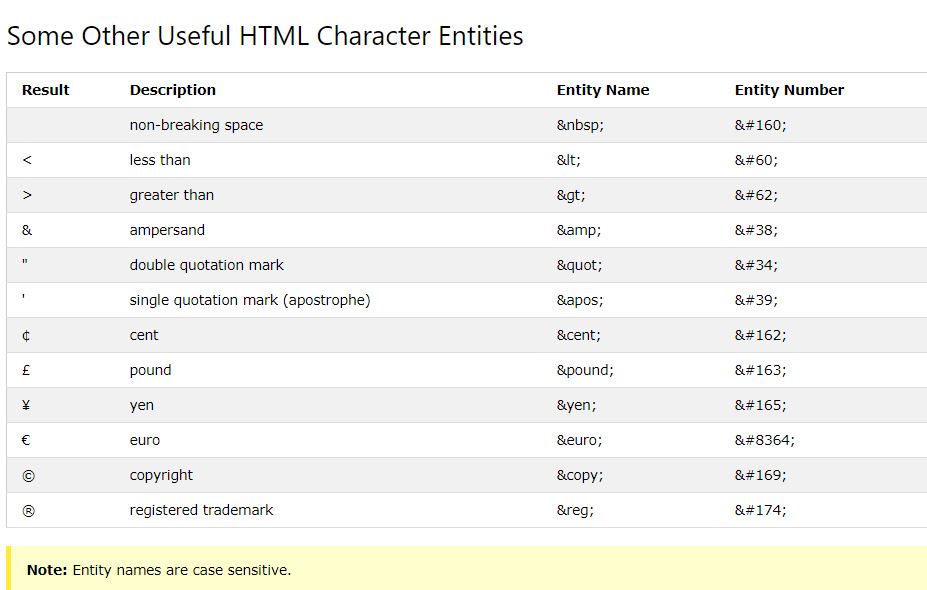 Some Other Useful HTML Character Entities
Result Description Entity Name Entity Number
non-breaking space &nbsp; &#160;
< less than &lt; &#60;
> greater than &gt; &#62;
& ampersand &amp; &#38;
" double quotation mark &quot; &#34;
' single quotation mark (apostrophe) &apos; &#39;
¢ cent &cent; &#162;
£ pound &pound; &#163;
¥ yen &yen; &#165;
€ euro &euro; &#8364;
© copyright &copy; &#169;
® registered trademark &reg; &#174;
Note: Entity names are case sensitive.